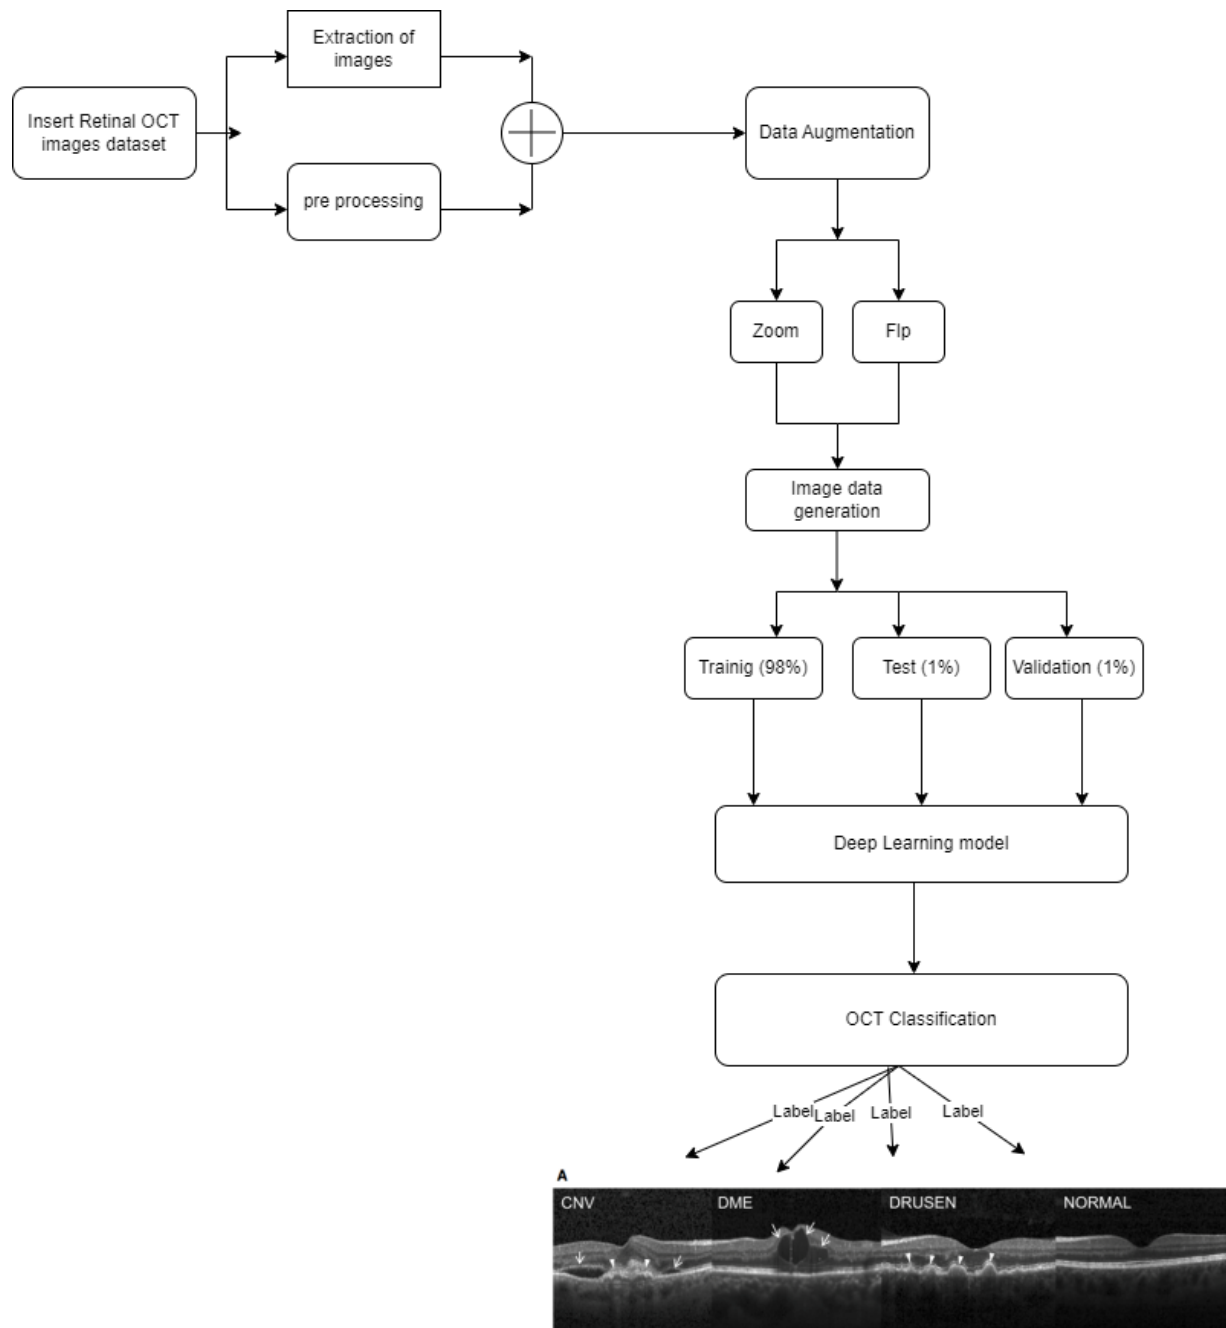 Extraction of
images
Insert Retinal OCT
images dataset
pre processing
Data Augmentation
Zoom
Flp
Image data
generation
Trainig (98%)
Test (1%)
Validation (1%)
Deep Learning model
OCT Classification
Label
Label
Label
Label
A
CNV
DME
DRUSEN
NORMAL